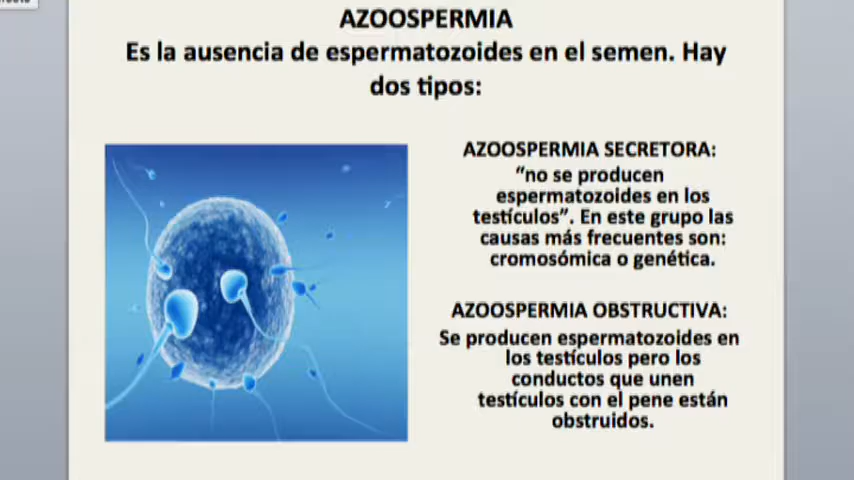 AZOOSPERMIA
Es la ausencia de espermatozoides en el semen. Hay
dos tipos:
AZOOSPERMIA SECRETORA:
“no se producen
espermatozoides en los
testículos”. En este grupo las
causas más frecuentes son:
cromosómica o genética.
AZOOSPERMIA OBSTRUCTIVA:
Se producen espermatozoides en
los testículos pero los
conductos que unen
testículos con el pene están
obstruidos.